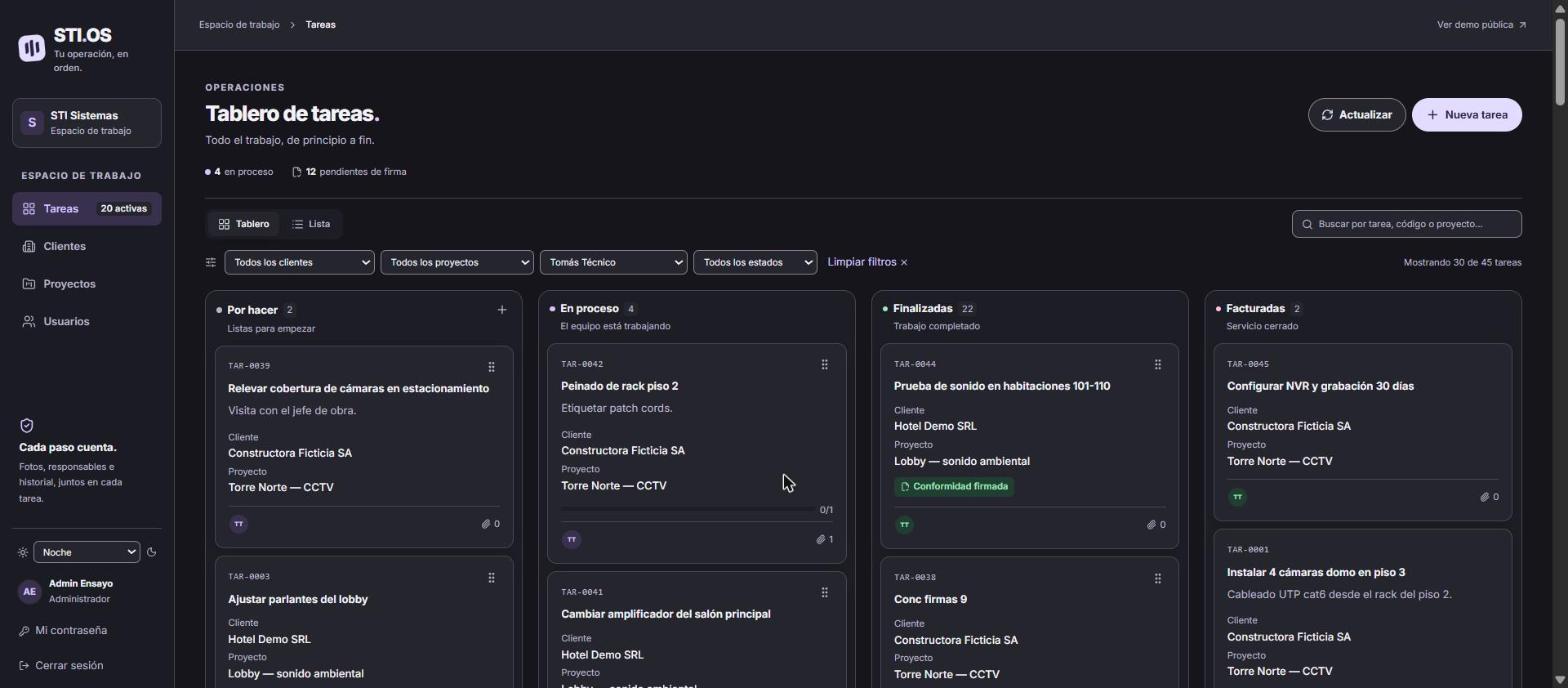 STI.OS
Tu operación, en
orden.
S
STI Sistemas
Espacio de trabajo
ESPACIO DE TRABAJO
Tareas 20 activas
Clientes
Proyectos
Usuarios
Cada paso cuenta.
Fotos, responsables e
historial, juntos en cada
tarea.
Noche
AE
Admin Ensayo
Administrador
Mi contraseña
Cerrar sesión
Espacio de trabajo > Tareas
Ver demo pública
OPERACIONES
Tablero de tareas.
Todo el trabajo, de principio a fin.
4 en proceso 12 pendientes de firma
Actualizar
+ Nueva tarea
Tablero Lista
Buscar por tarea, código o proyecto...
Todos los clientes Todos los proyectos Tomás Técnico Todos los estados Limpiar filtros ×
Mostrando 30 de 45 tareas
Por hacer 2 +
Listas para empezar
TAR-0039
Relevar cobertura de cámaras en estacionamiento
Visita con el jefe de obra.
Cliente
Constructora Ficticia SA
Proyecto
Torre Norte — CCTV
TT 0
TAR-0003
Ajustar parlantes del lobby
Cliente
Hotel Demo SRL
Proyecto
Lobby — sonido ambiental
En proceso 4
El equipo está trabajando
TAR-0042
Peinado de rack piso 2
Etiquetar patch cords.
Cliente
Constructora Ficticia SA
Proyecto
Torre Norte — CCTV
0/1
TT 1
TAR-0041
Cambiar amplificador del salón principal
Cliente
Hotel Demo SRL
Proyecto
Lobby — sonido ambiental
Finalizadas 22
Trabajo completado
TAR-0044
Prueba de sonido en habitaciones 101-110
Cliente
Hotel Demo SRL
Proyecto
Lobby — sonido ambiental
Conformidad firmada
TT 0
TAR-0038
Conc firmas 9
Cliente
Constructora Ficticia SA
Proyecto
Torre Norte — CCTV
Facturadas 2
Servicio cerrado
TAR-0045
Configurar NVR y grabación 30 días
Cliente
Constructora Ficticia SA
Proyecto
Torre Norte — CCTV
TT 0
TAR-0001
Instalar 4 cámaras domo en piso 3
Cableado UTP cat6 desde el rack del piso 2.
Cliente
Constructora Ficticia SA
Proyecto
Torre Norte — CCTV